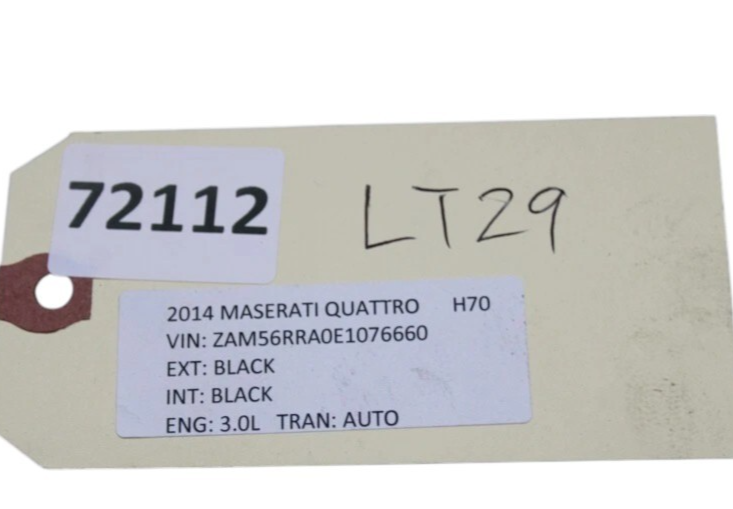 72112
LT29
2014 MASERATI QUATTRO H70
VIN: ZAM56RRA0E1076660
EXT: BLACK
INT: BLACK
ENG: 3.0L TRAN: AUTO